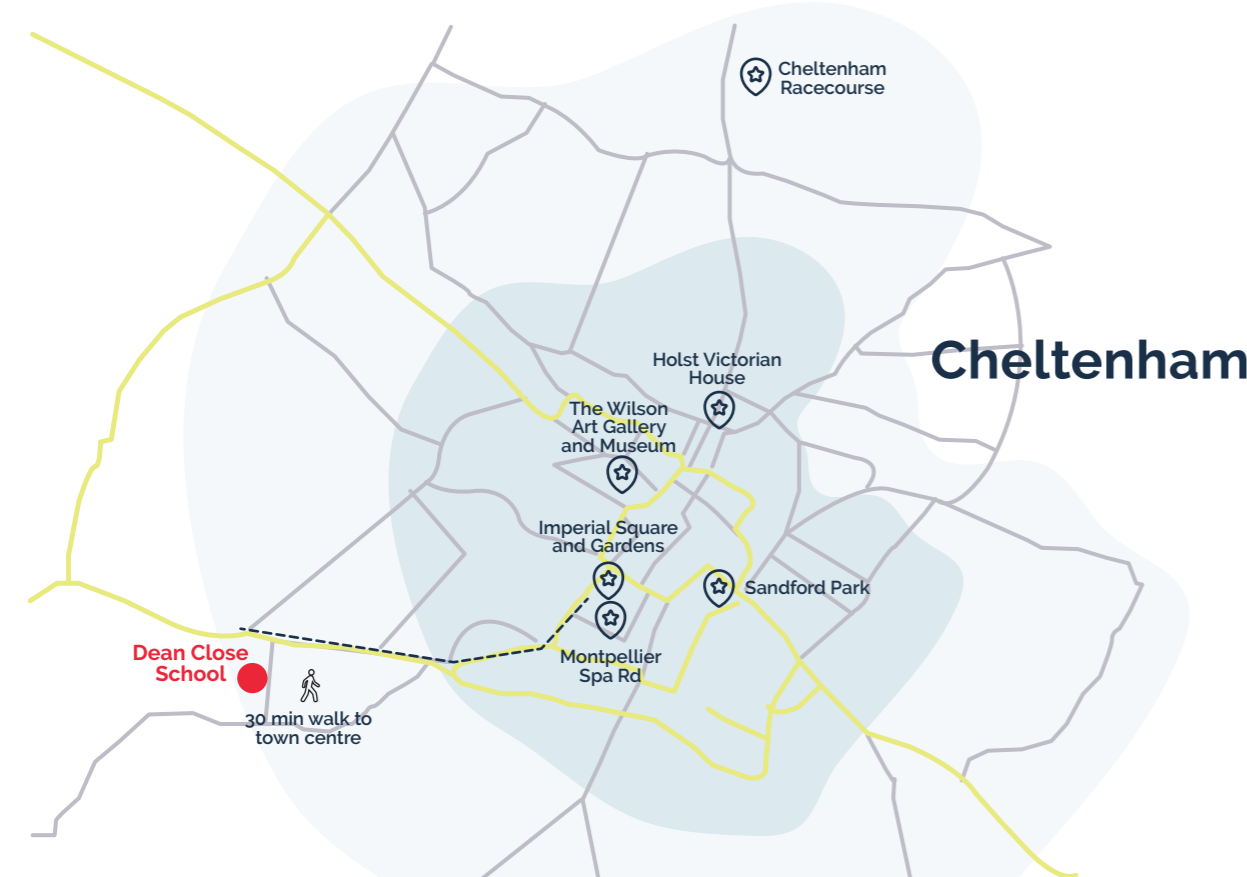 Cheltenham
Racecourse
Cheltenham
Holst Victorian
House
The Wilson
Art Gallery
and Museum
Imperial Square
and Gardens
Sandford Park
Montpellier
Spa Rd
Dean Close
School
30 min walk to
town centre